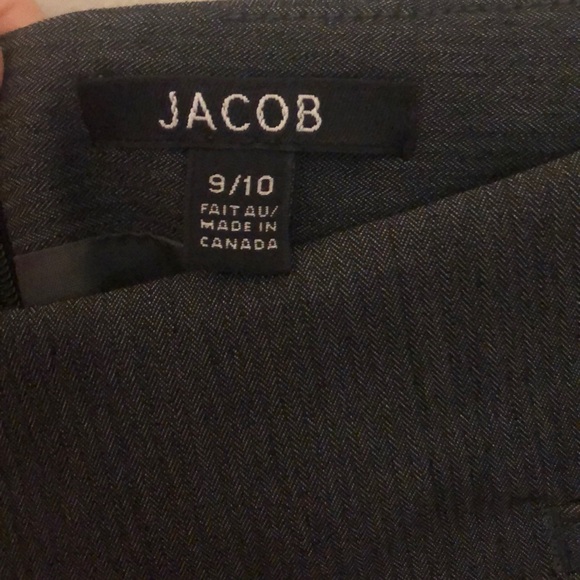 JACOB
9/10
FAIT AU/
MADE IN
CANADA